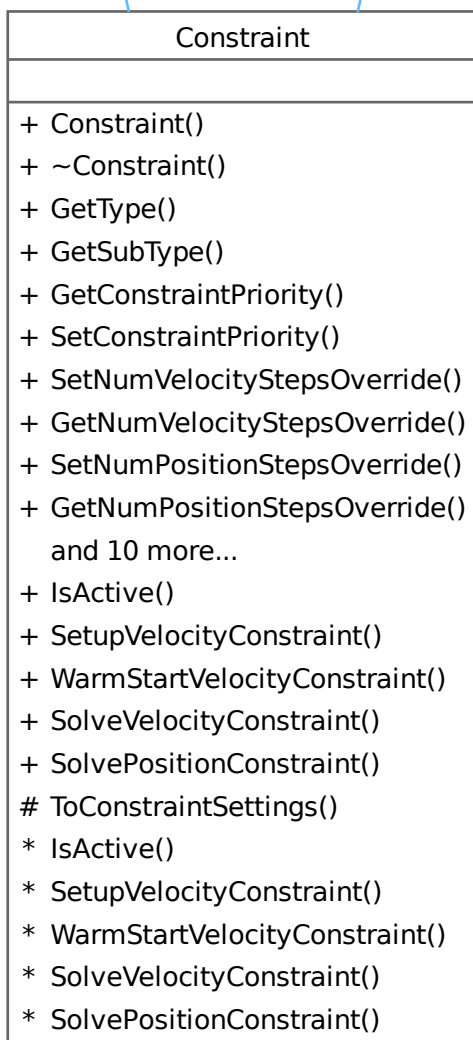 Constraint
+ Constraint()
+ ~Constraint()
+ GetType()
+ GetSubType()
+ GetConstraintPriority()
+ SetConstraintPriority()
+ SetNumVelocityStepsOverride()
+ GetNumVelocityStepsOverride()
+ SetNumPositionStepsOverride()
+ GetNumPositionStepsOverride()
and 10 more...
+ IsActive()
+ SetupVelocityConstraint()
+ WarmStartVelocityConstraint()
+ SolveVelocityConstraint()
+ SolvePositionConstraint()
# ToConstraintSettings()
* IsActive()
* SetupVelocityConstraint()
* WarmStartVelocityConstraint()
* SolveVelocityConstraint()
* SolvePositionConstraint()